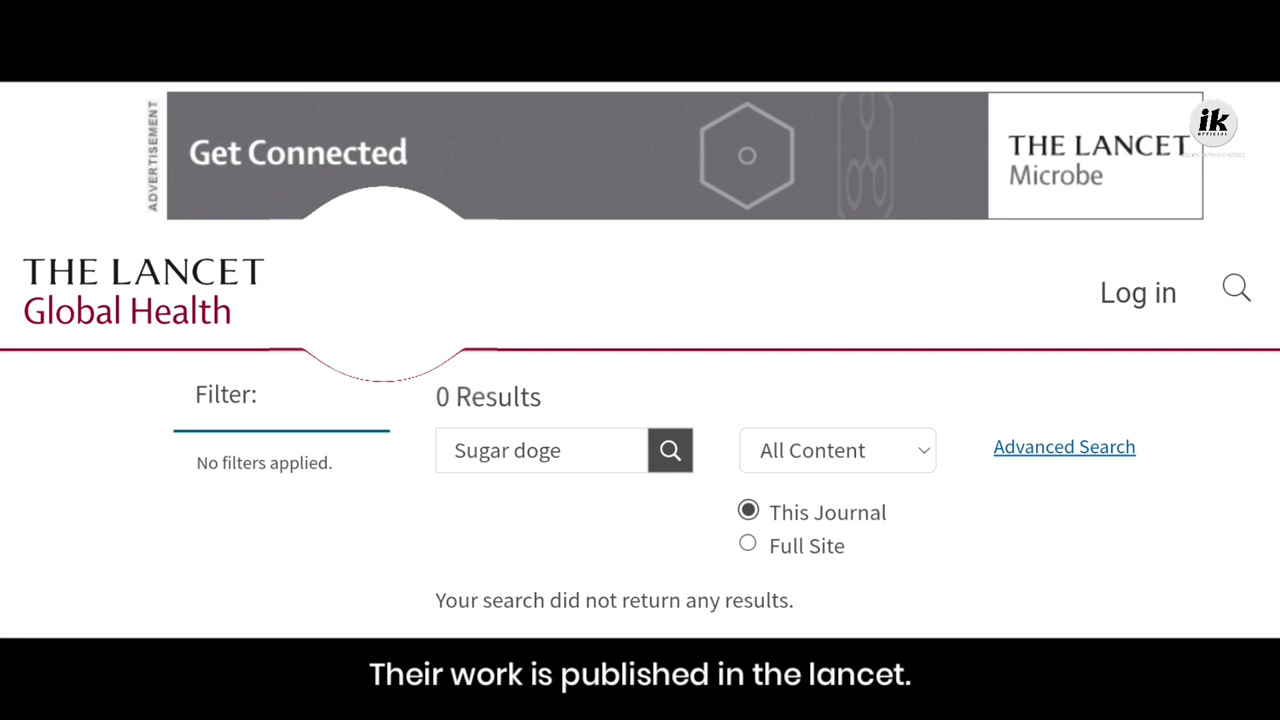 ADVERTISEMENT
Get Connected
THE LANCET
Microbe
ik
OFFICIAL
THE LANCET
Global Health
Log in
Filter:
0 Results
Sugar doge
All Content
Advanced Search
No filters applied.
This Journal
Full Site
Your search did not return any results.
Their work is published in the lancet.